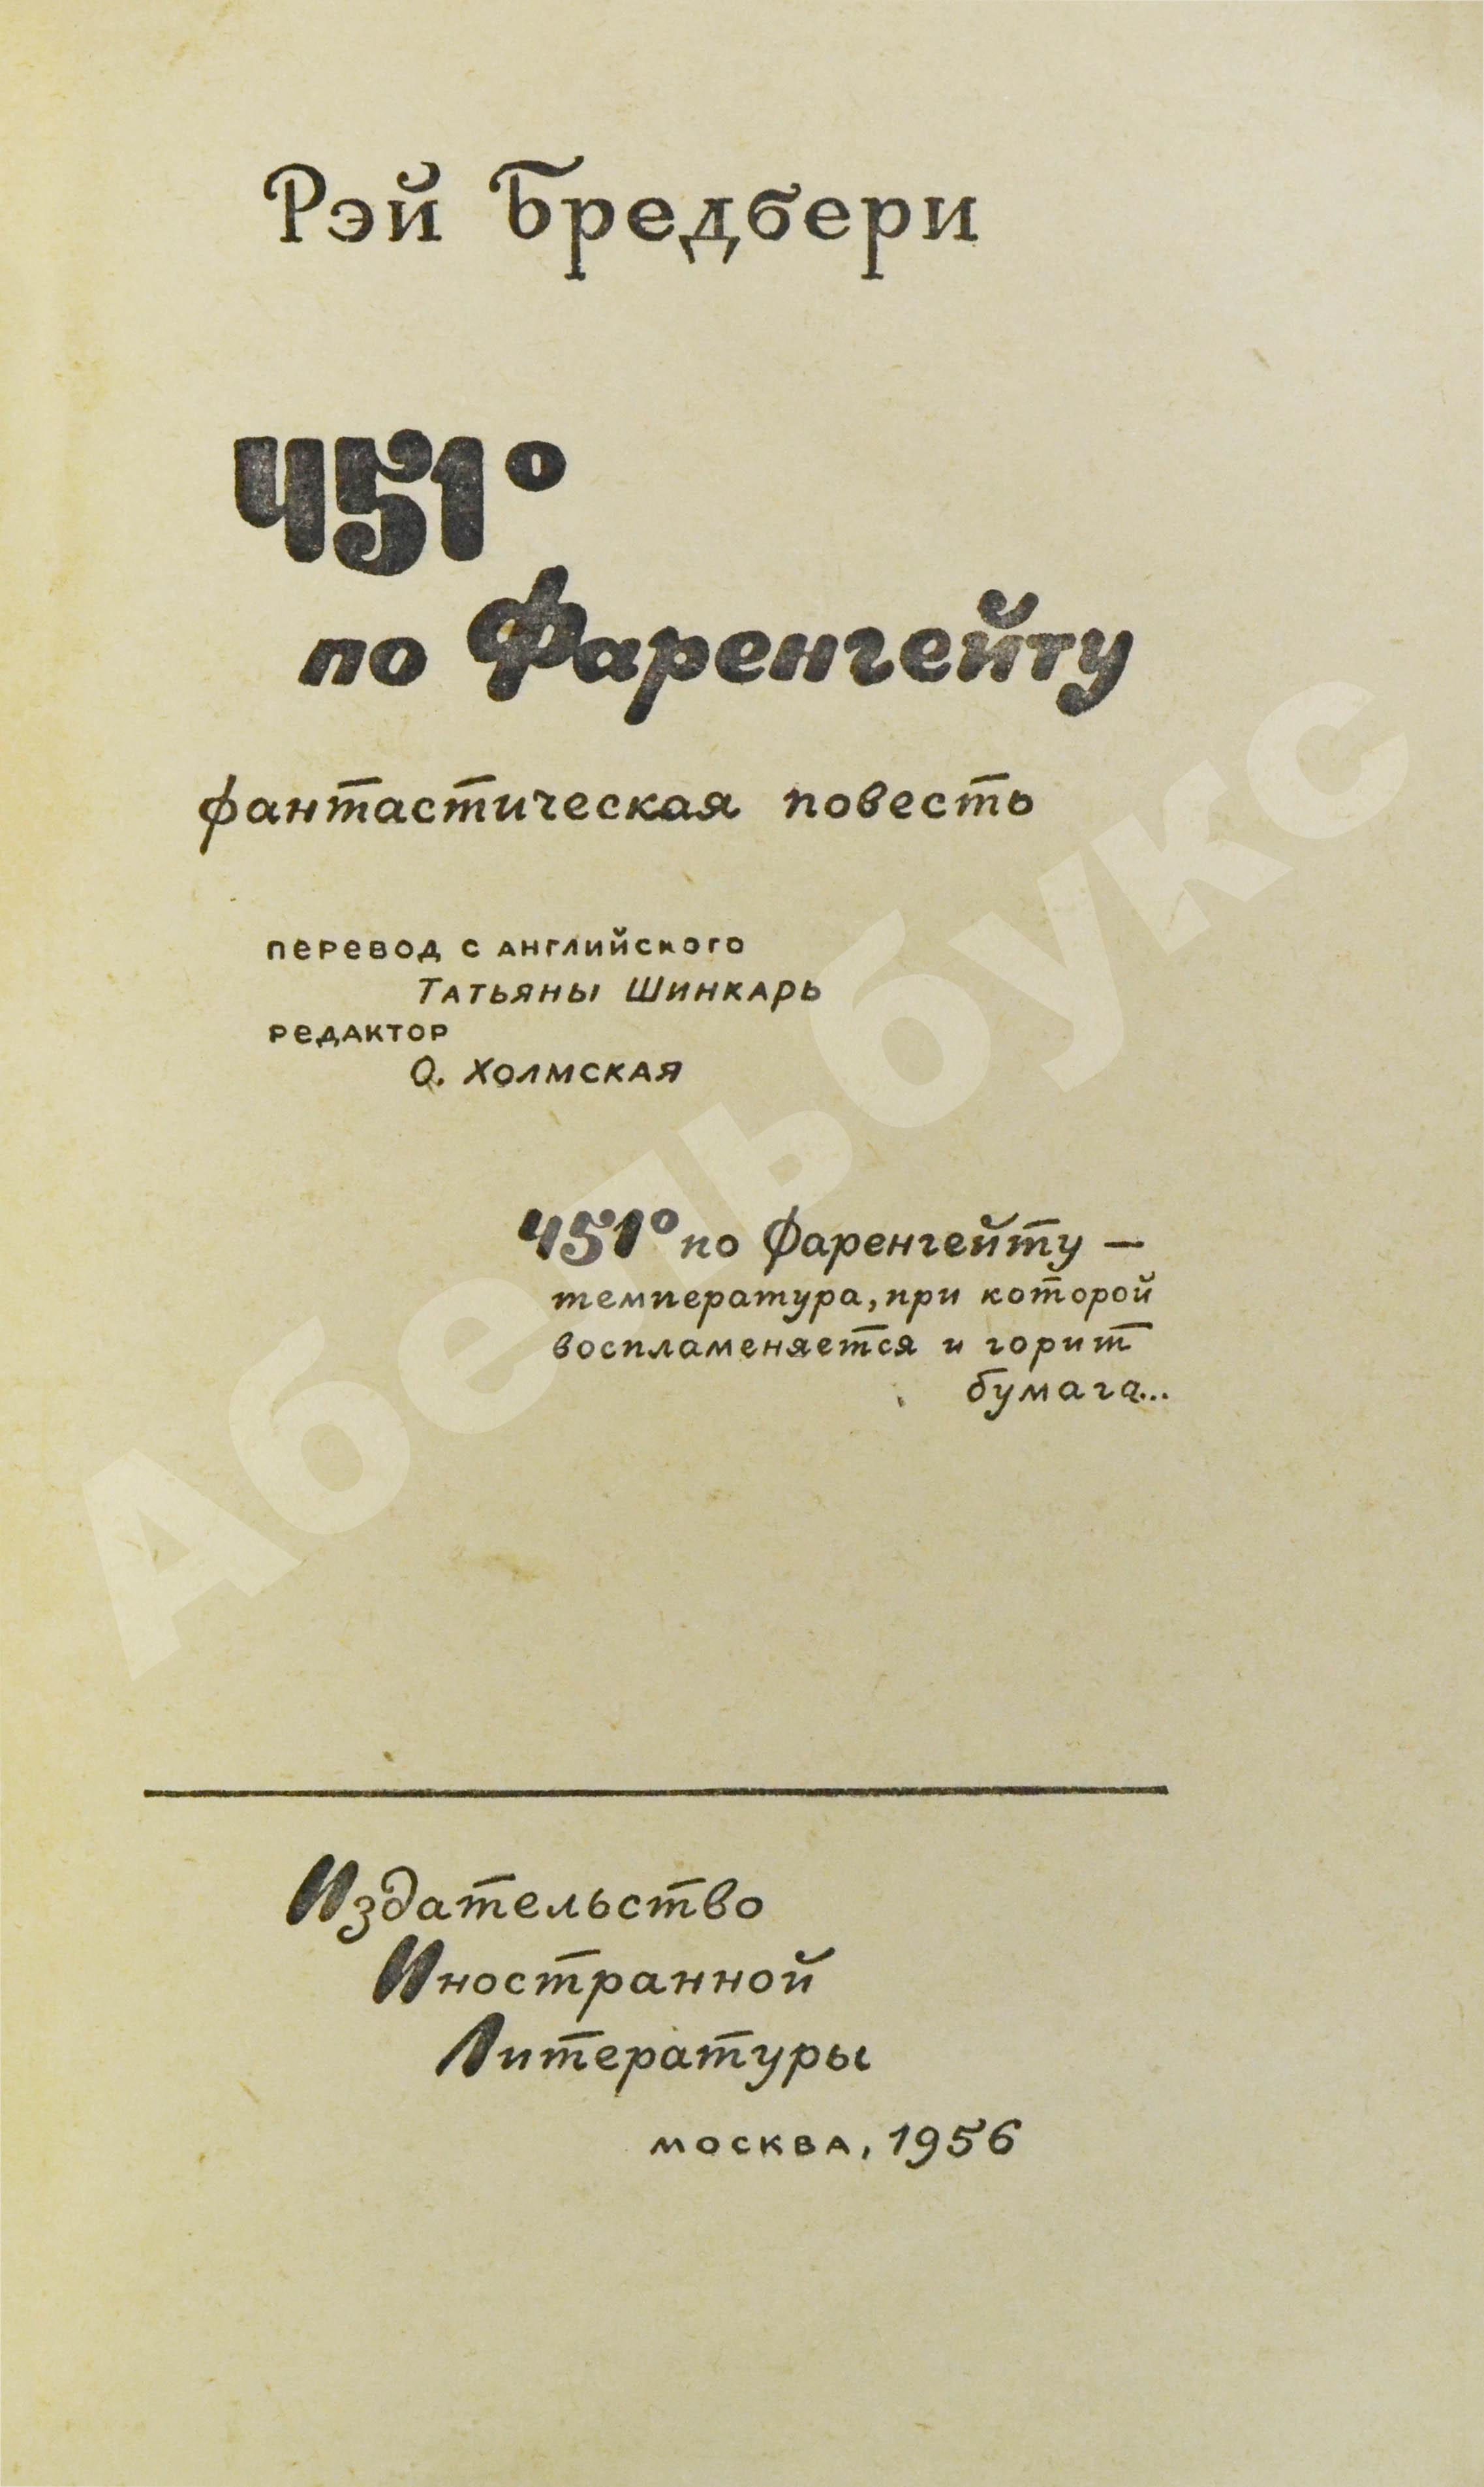 Рэй Бредбери
451°
по Фаренгейту
фантастическая повесть
перевод с английского
Татьяны Шинкарь
редактор
О. Холмская
451° по Фаренгейту —
температура, при которой
воспламеняется и горит
бумага...
Издательство
Иностранной
Литературы
Москва, 1956
Абельбукс